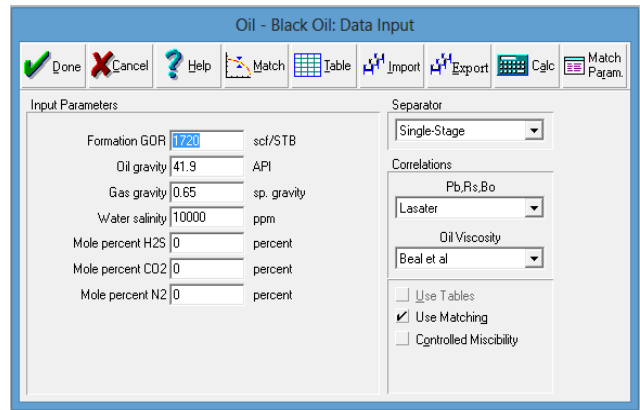 Oil - Black Oil: Data Input
Done Cancel Help Match Table Import Export Calc Match Param.
Input Parameters
Formation GOR 1720 scf/STB
Oil gravity 41.9 API
Gas gravity 0.65 sp. gravity
Water salinity 10000 ppm
Mole percent H2S 0 percent
Mole percent CO2 0 percent
Mole percent N2 0 percent
Separator
Single-Stage
Correlations
Pb,Rs,Bo
Lasater
Oil Viscosity
Beal et al
Use Tables
Use Matching
Controlled Miscibility